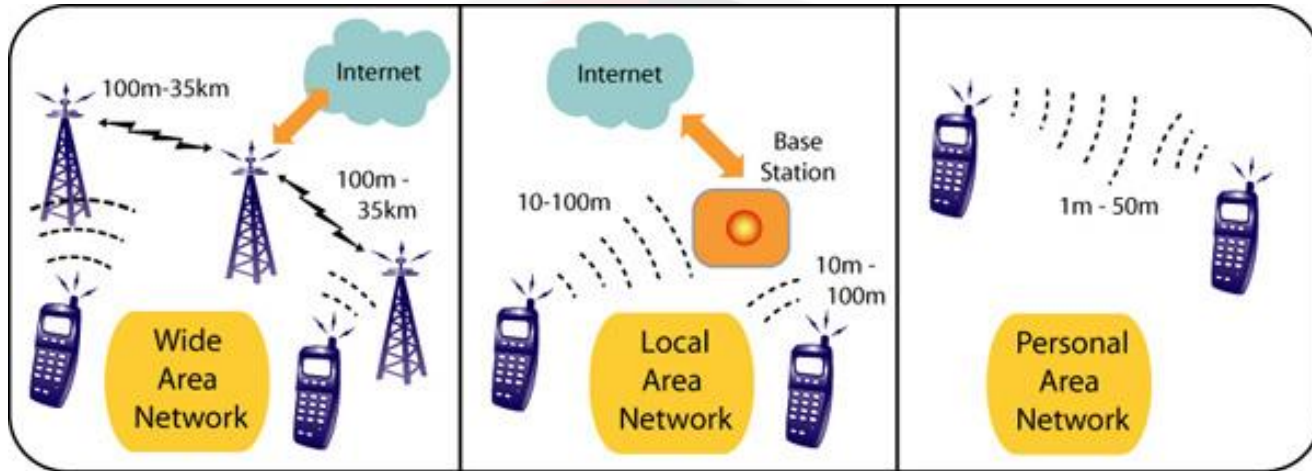 Internet
100m-35km
100m -
35km
Wide
Area
Network
Internet
Base
Station
10-100m
10m -
100m
Local
Area
Network
1m - 50m
Personal
Area
Network